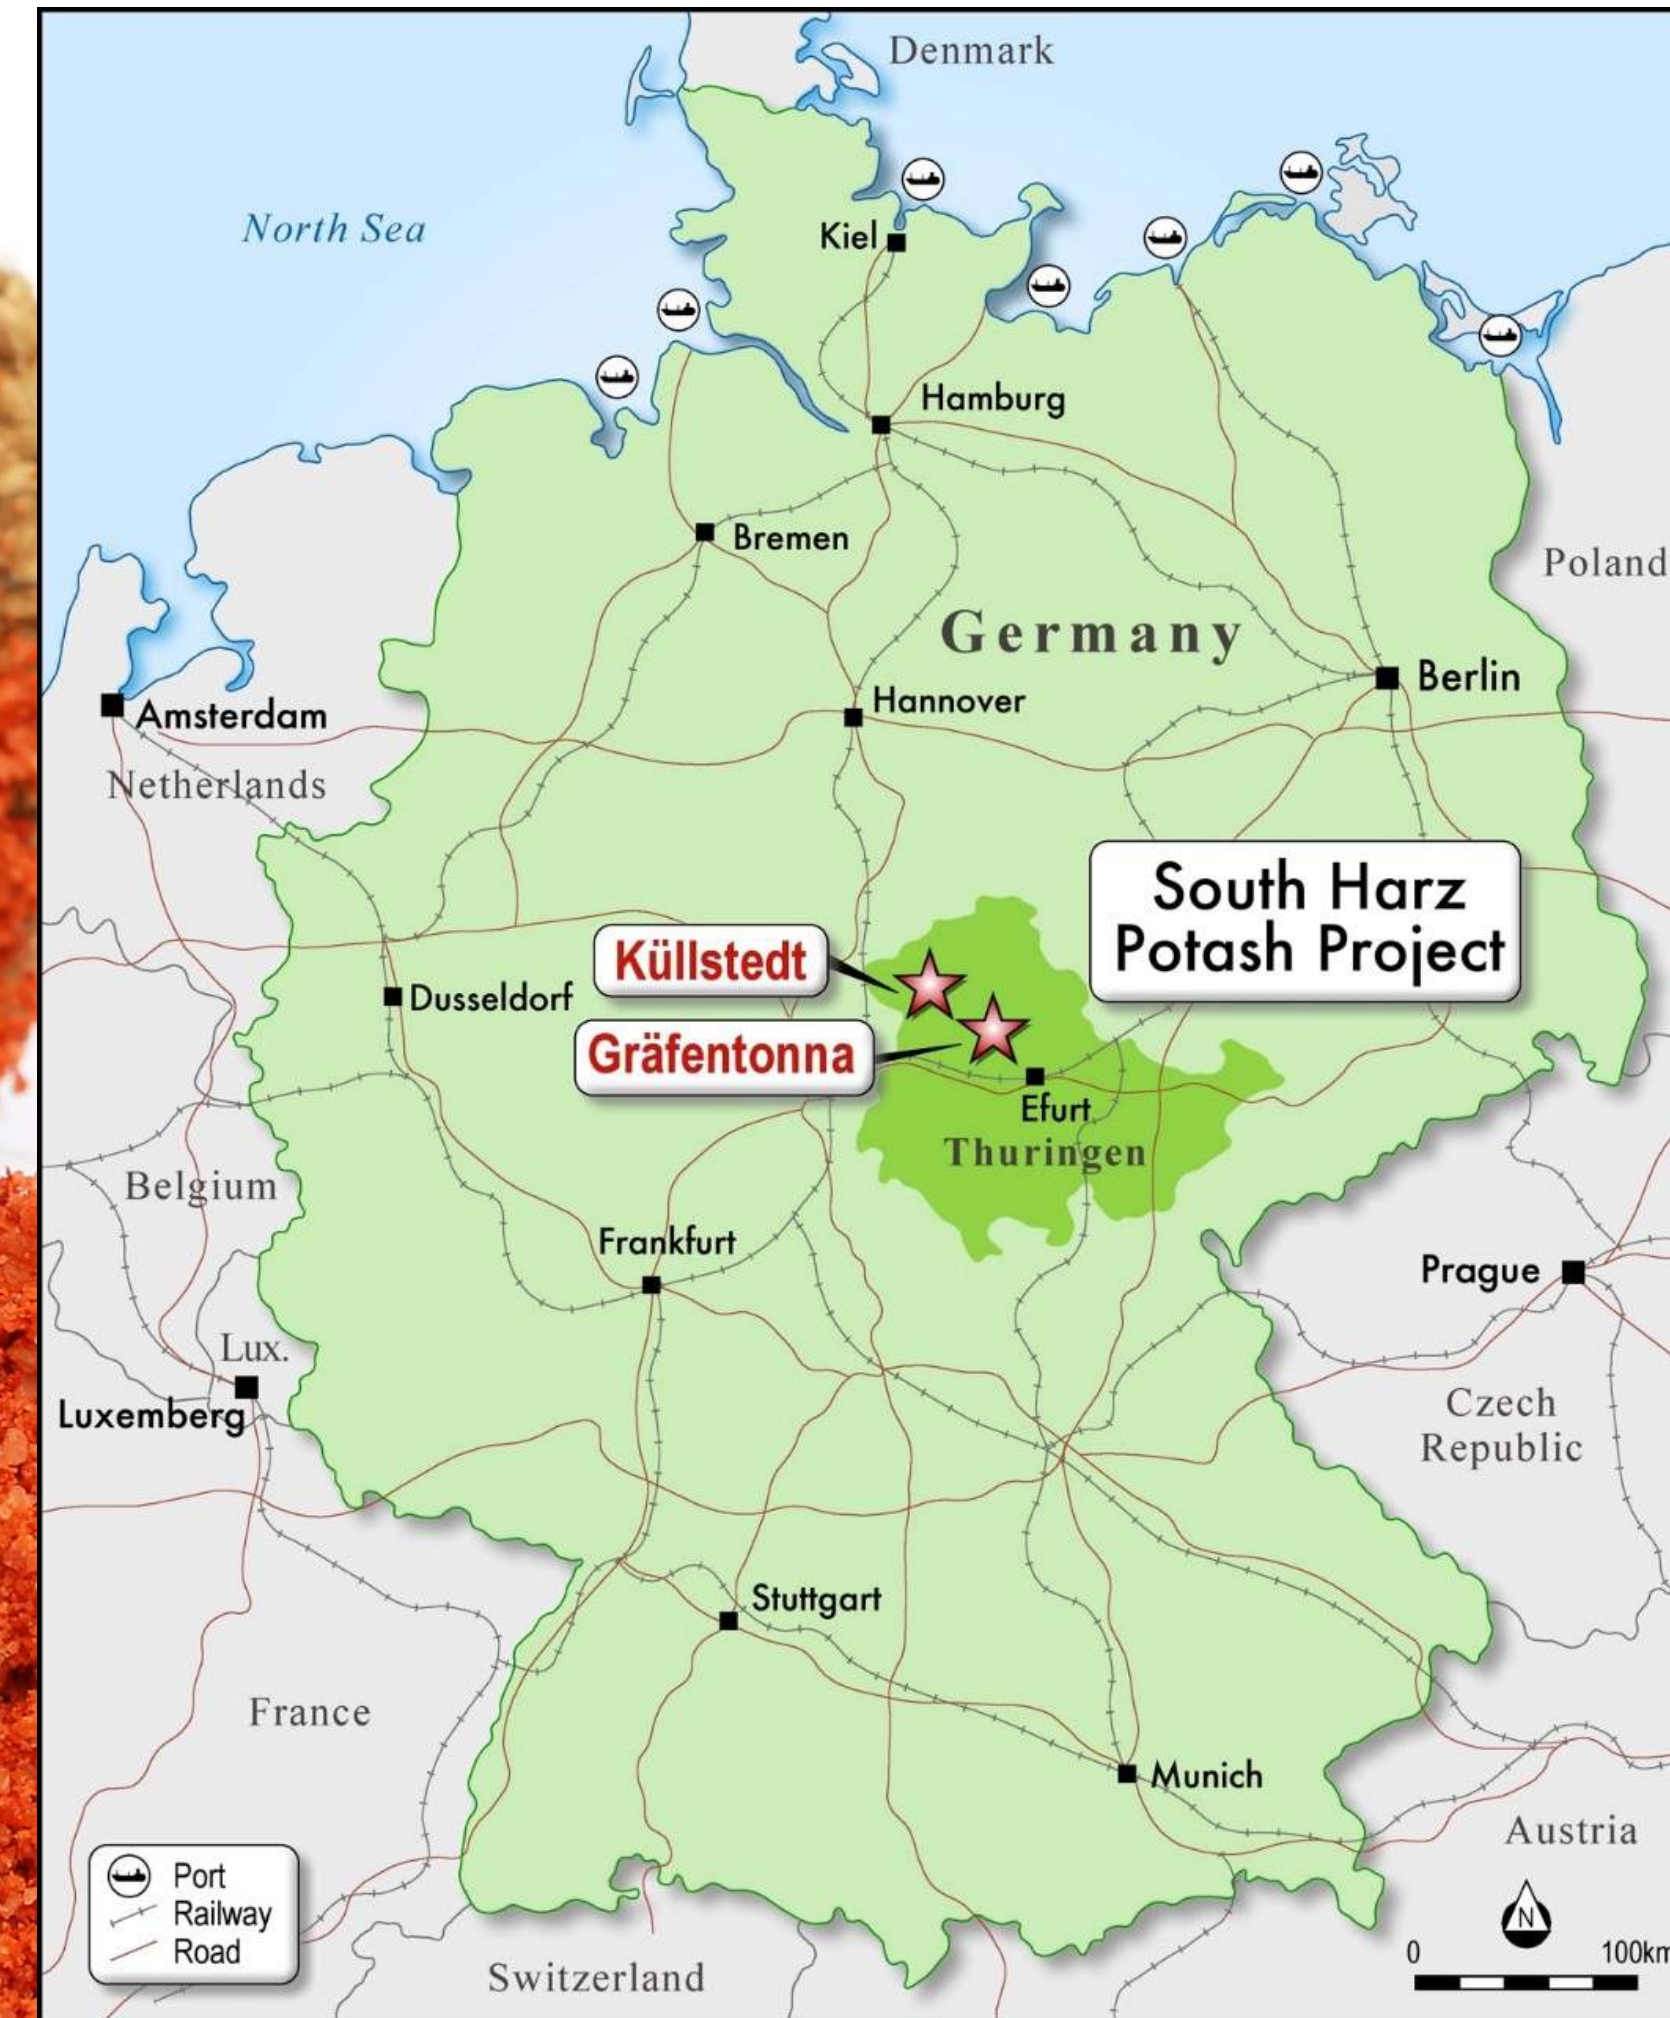 Denmark
North Sea
Kiel
Hamburg
Bremen
Poland
Germany
Berlin
Hannover
Amsterdam
Netherlands
South Harz
Potash Project
Küllstedt
Dusseldorf
Gräfentonna
Efurt
Thuringen
Belgium
Frankfurt
Prague
Lux.
Luxemberg
Czech
Republic
Stuttgart
France
Munich
Austria
Port
Railway
Road
N
0 100km
Switzerland